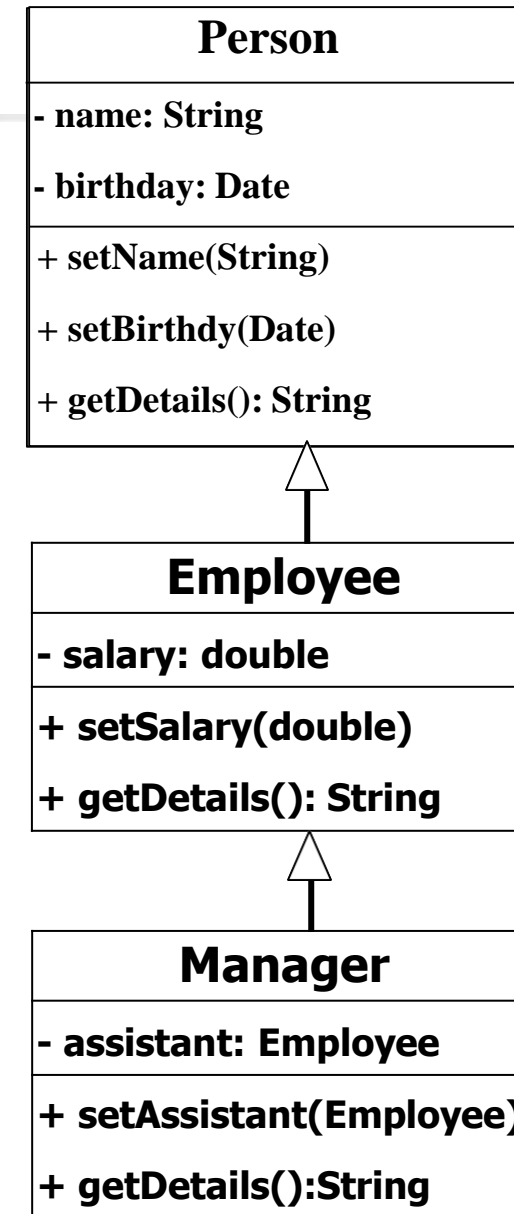 Person
- name: String
- birthday: Date
+ setName(String)
+ setBirthdy(Date)
+ getDetails(): String
Employee
- salary: double
+ setSalary(double)
+ getDetails(): String
Manager
- assistant: Employee
+ setAssistant(Employee)
+ getDetails():String